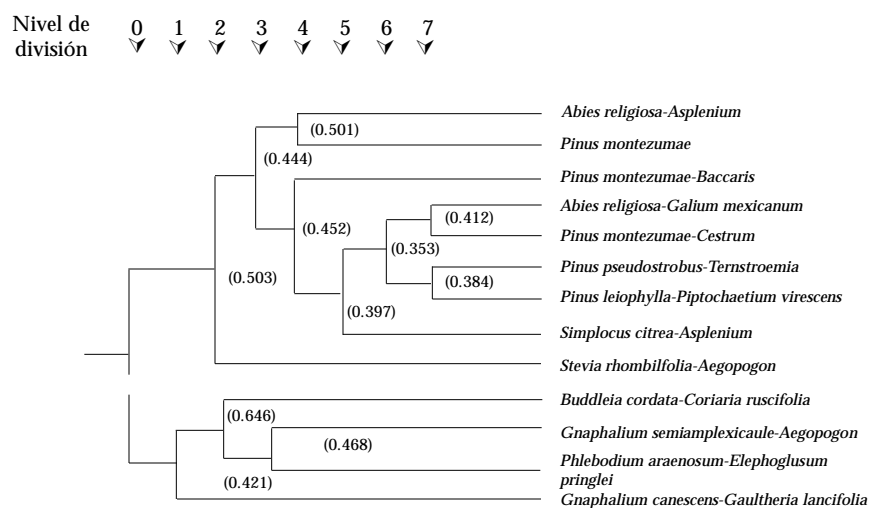 Nivel de
división
0 1 2 3 4 5 6 7
Abies religiosa-Asplenium
(0.501)
Pinus montezumae
(0.444)
Pinus montezumae-Baccaris
Abies religiosa-Galium mexicanum
(0.412)
(0.452)
Pinus montezumae-Cestrum
(0.353)
Pinus pseudostrobus-Ternstroemia
(0.503)
(0.384)
Pinus leiophylla-Piptochaetium virescens
(0.397)
Simplocus citrea-Asplenium
Stevia rhombilfolia-Aegopogon
Buddleia cordata-Coriaria ruscifolia
(0.646)
Gnaphalium semiamplexicaule-Aegopogon
(0.468)
Phlebodium araenosum-Elephoglusum
pringlei
(0.421)
Gnaphalium canescens-Gaultheria lancifolia